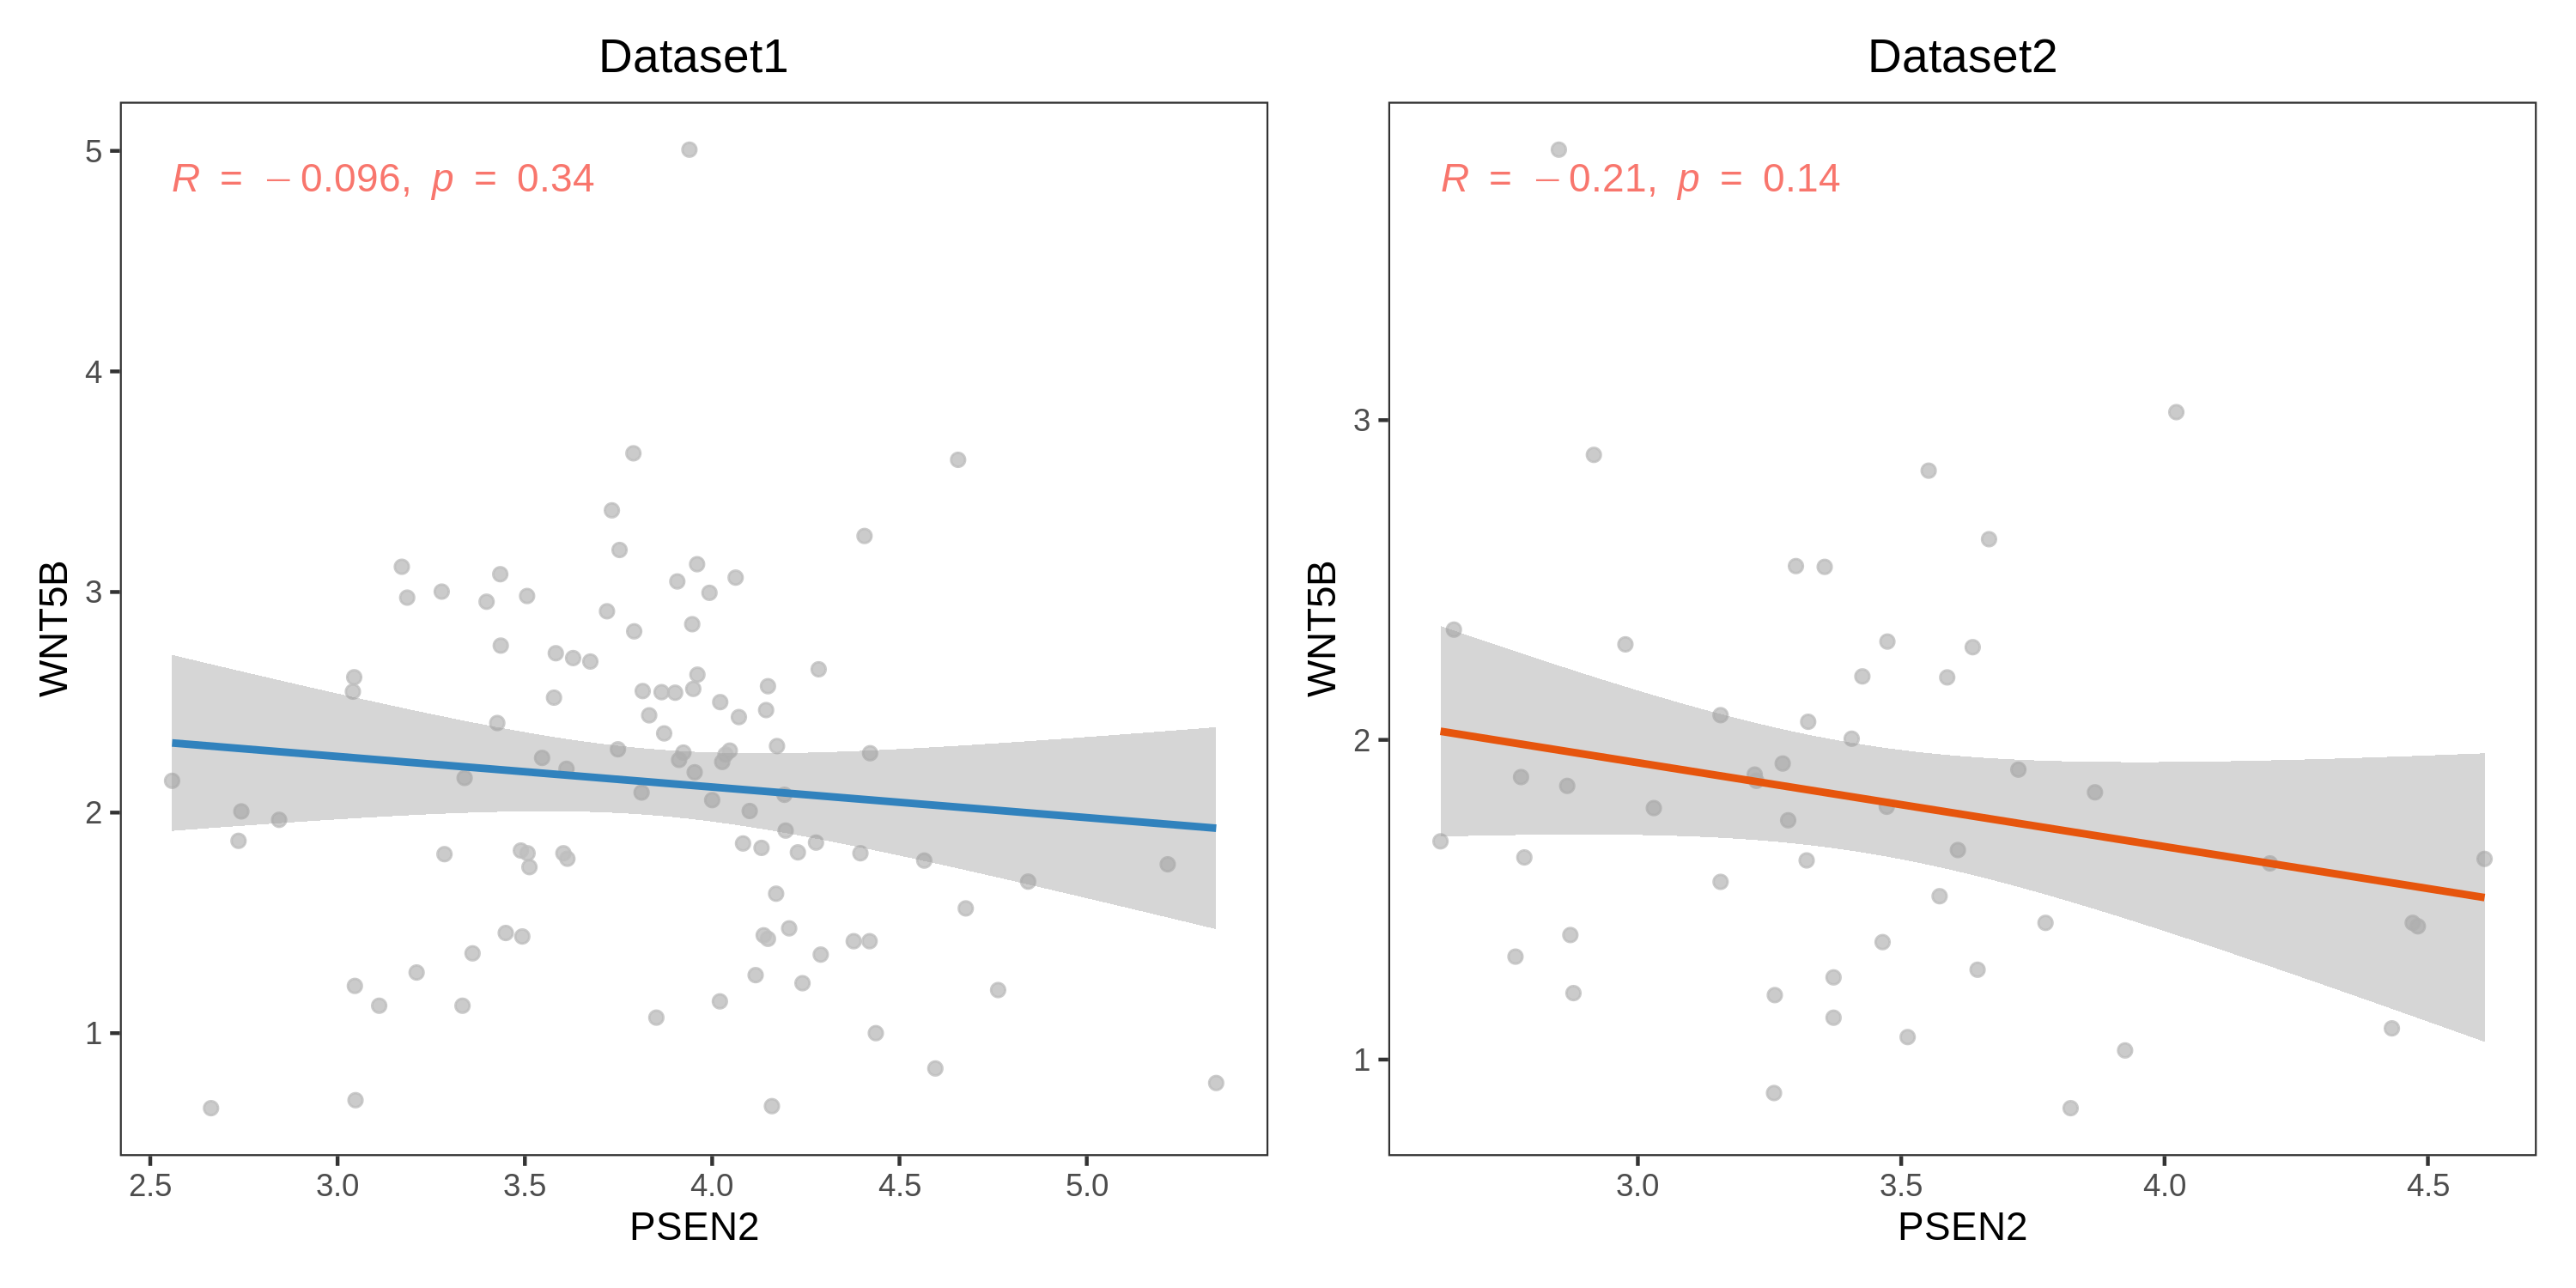 Dataset1
R = − 0.096, p = 0.34
WNT5B
5
4
3
2
1
2.5 3.0 3.5 4.0 4.5 5.0
PSEN2
Dataset2
R = − 0.21, p = 0.14
WNT5B
3
2
1
3.0 3.5 4.0 4.5
PSEN2